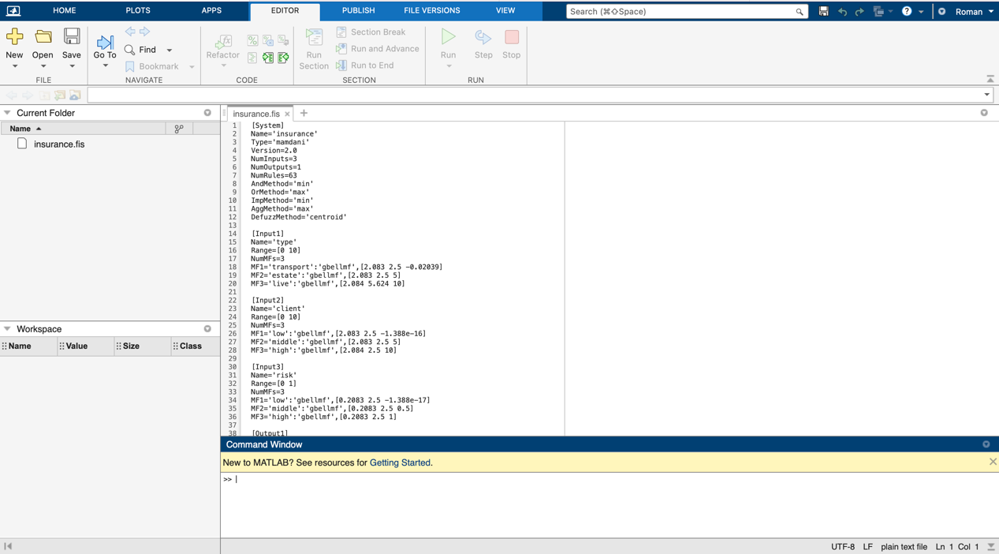 HOME PLOTS APPS EDITOR PUBLISH FILE VERSIONS VIEW Search (⌘⇧Space) Roman
New Open Save Go To Find Bookmark Refactor Run Section Section Break Run and Advance Run to End Run Step Stop
FILE NAVIGATE CODE SECTION RUN
Current Folder
Name
insurance.fis
Workspace
Name Value Size Class
insurance.fis
1 [System]
2 Name='insurance'
3 Type='mamdani'
4 Version=2.0
5 NumInputs=3
6 NumOutputs=1
7 NumRules=63
8 AndMethod='min'
9 OrMethod='max'
10 ImpMethod='min'
11 AggMethod='max'
12 DefuzzMethod='centroid'
13
14 [Input1]
15 Name='type'
16 Range=[0 10]
17 NumMFs=3
18 MF1='transport':'gbellmf',[2.083 2.5 -0.02039]
19 MF2='estate':'gbellmf',[2.083 2.5 5]
20 MF3='live':'gbellmf',[2.084 5.624 10]
21
22 [Input2]
23 Name='client'
24 Range=[0 10]
25 NumMFs=3
26 MF1='low':'gbellmf',[2.083 2.5 -1.388e-16]
27 MF2='middle':'gbellmf',[2.083 2.5 5]
28 MF3='high':'gbellmf',[2.084 2.5 10]
29
30 [Input3]
31 Name='risk'
32 Range=[0 1]
33 NumMFs=3
34 MF1='low':'gbellmf',[0.2083 2.5 -1.388e-17]
35 MF2='middle':'gbellmf',[0.2083 2.5 0.5]
36 MF3='high':'gbellmf',[0.2083 2.5 1]
37
38 [Output1]
Command Window
New to MATLAB? See resources for Getting Started.
>>
UTF-8 LF plain text file Ln 1 Col 1